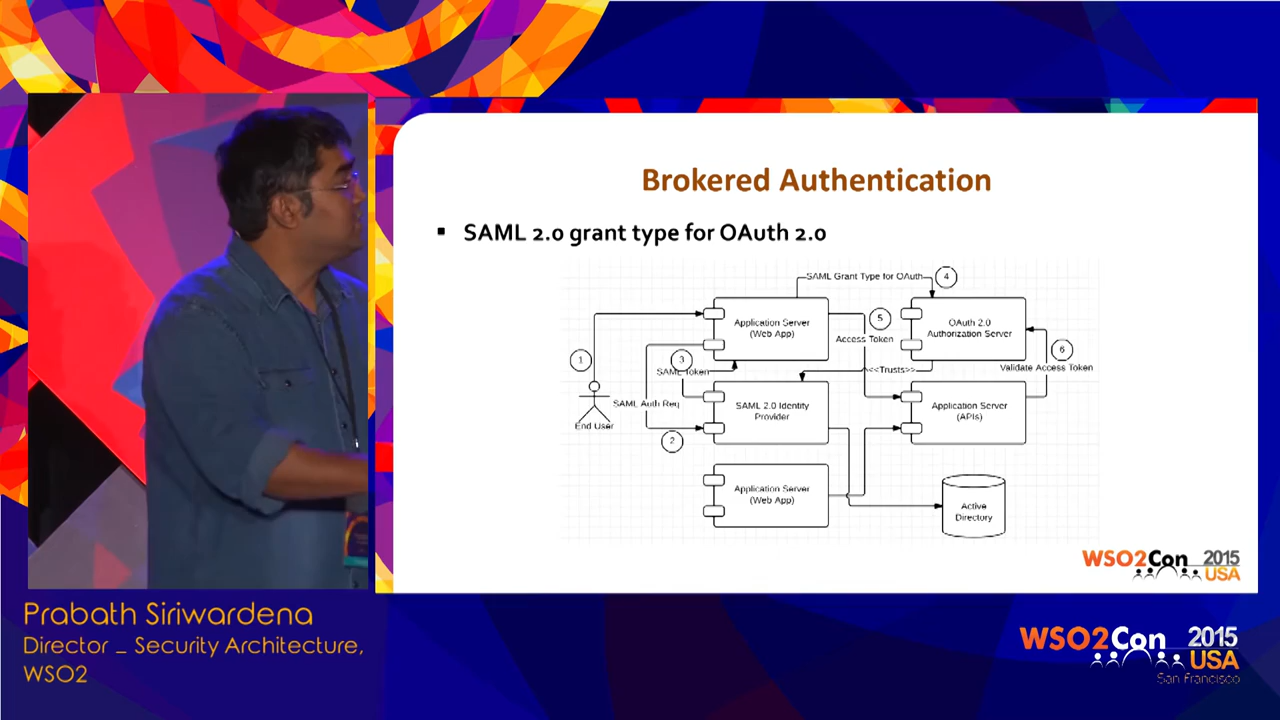 Brokered Authentication
SAML 2.0 grant type for OAuth 2.0
SAML Grant Type for OAuth
4
Application Server
(Web App)
5
OAuth 2.0
Authorization Server
Access Token
6
1
3
SAML Token
<<Trusts>>
Validate Access Token
SAML Auth Req
SAML 2.0 Identity
Provider
Application Server
(APIs)
End User
2
Application Server
(Web App)
Active
Directory
WSO2Con 2015
USA
Prabath Siriwardena
Director _ Security Architecture,
WSO2
WSO2Con 2015
USA
San Francisco